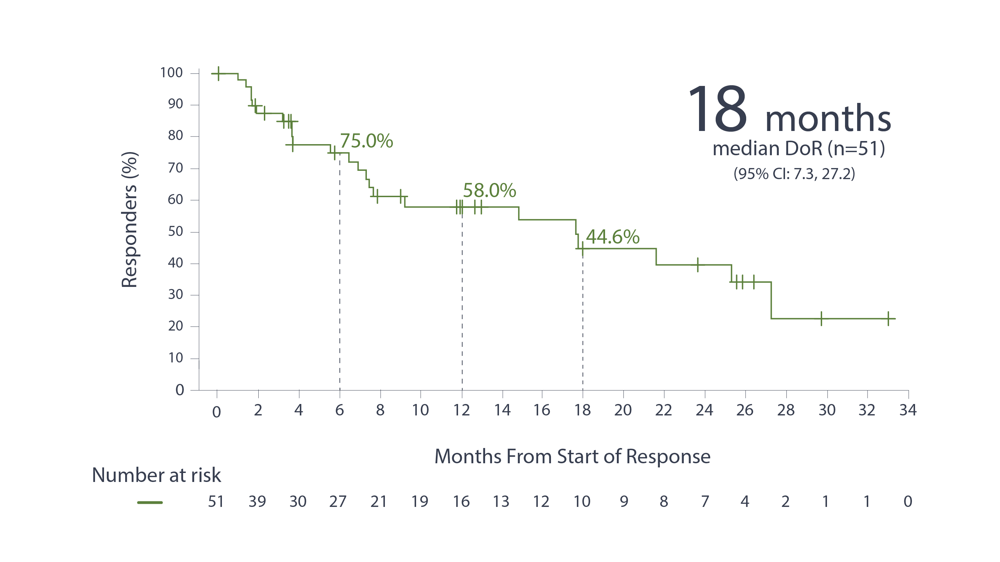 18 months
median DoR (n=51)
(95% CI: 7.3, 27.2)
Responders (%)
100
90
80
70
60
50
40
30
20
10
0
75.0%
58.0%
44.6%
0 2 4 6 8 10 12 14 16 18 20 22 24 26 28 30 32 34
Months From Start of Response
Number at risk
51 39 30 27 21 19 16 13 12 10 9 8 7 4 2 1 1 0